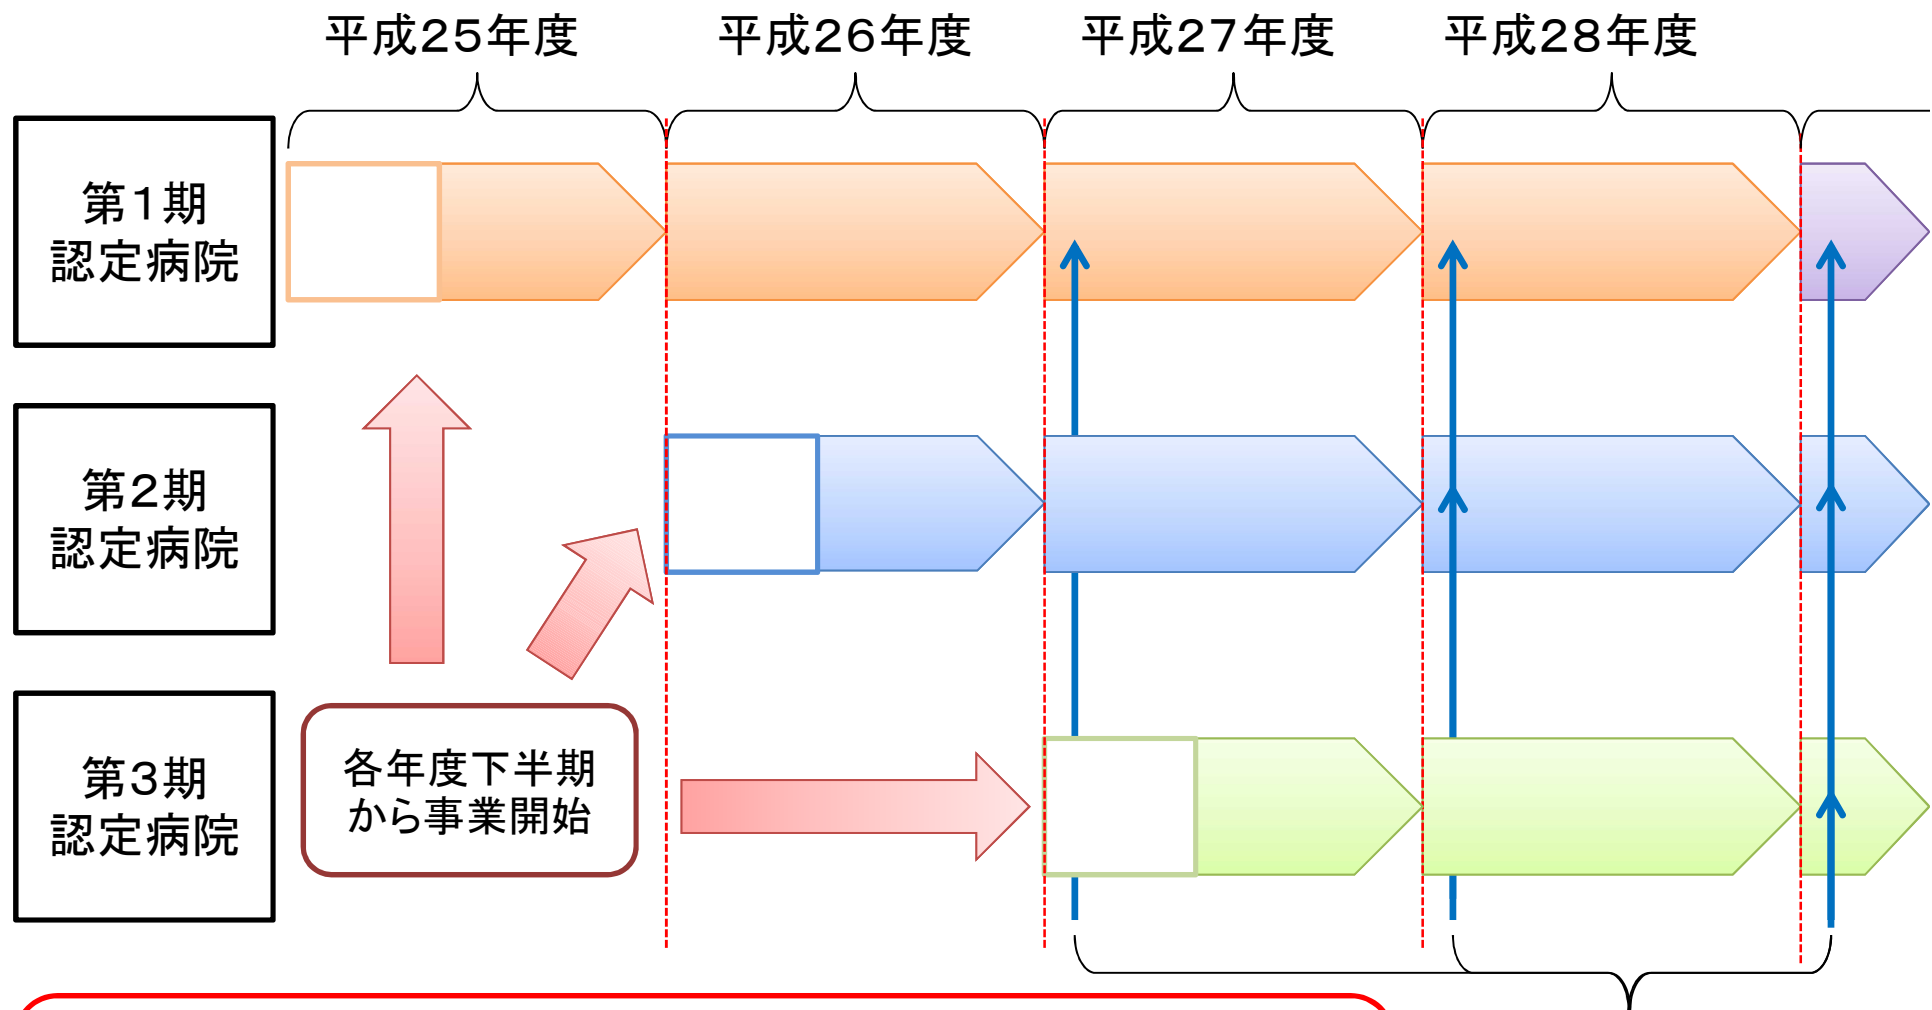 平成25年度
平成26年度
平成27年度
平成28年度
第1期
認定病院
第2期
認定病院
第3期
認定病院
各年度下半期
から事業開始